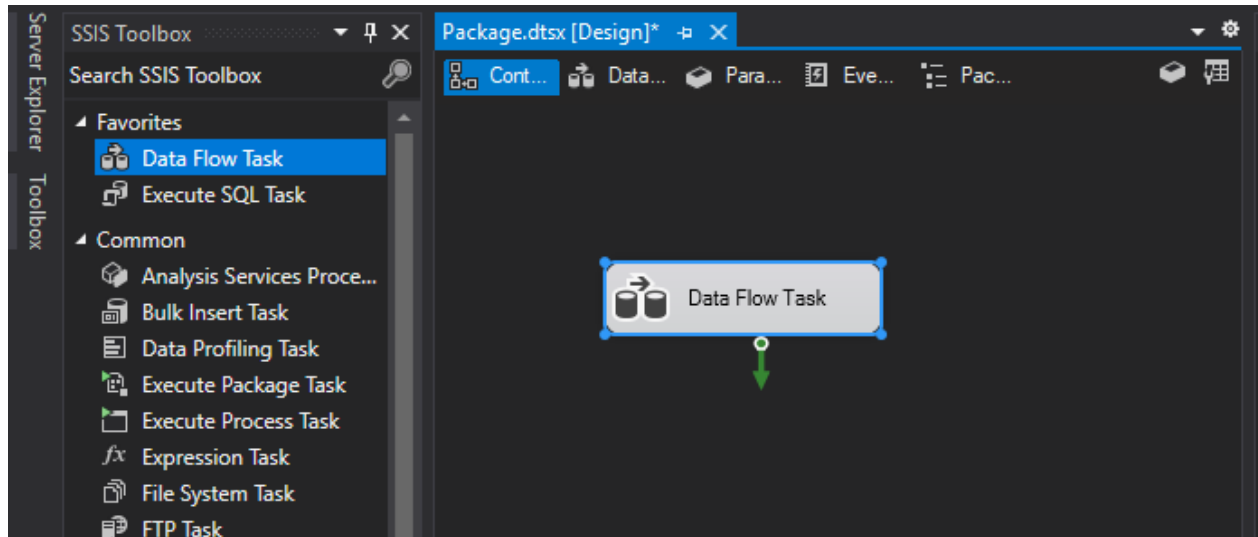 Server Explorer
Toolbox
SSIS Toolbox
Search SSIS Toolbox
Favorites
Data Flow Task
Execute SQL Task
Common
Analysis Services Proce...
Bulk Insert Task
Data Profiling Task
Execute Package Task
Execute Process Task
fx Expression Task
File System Task
FTP Task
Package.dtsx [Design]*
Cont... Data... Para... Eve... Pac...
Data Flow Task